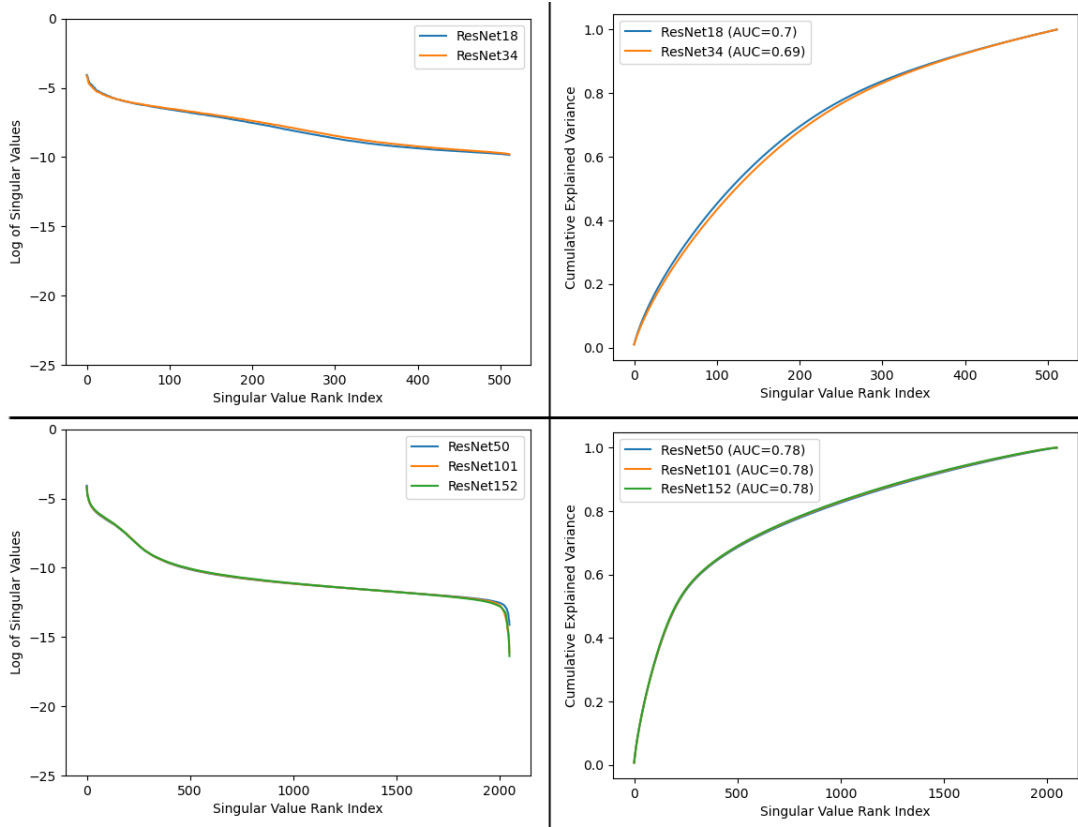 0
−5
−10
−15
−20
−25
Log of Singular Values
ResNet18
ResNet34
0 100 200 300 400 500
Singular Value Rank Index
1.0
0.8
0.6
0.4
0.2
0.0
Cumulative Explained Variance
ResNet18 (AUC=0.7)
ResNet34 (AUC=0.69)
0 100 200 300 400 500
Singular Value Rank Index
0
−5
−10
−15
−20
−25
Log of Singular Values
ResNet50
ResNet101
ResNet152
0 500 1000 1500 2000
Singular Value Rank Index
1.0
0.8
0.6
0.4
0.2
0.0
Cumulative Explained Variance
ResNet50 (AUC=0.78)
ResNet101 (AUC=0.78)
ResNet152 (AUC=0.78)
0 500 1000 1500 2000
Singular Value Rank Index